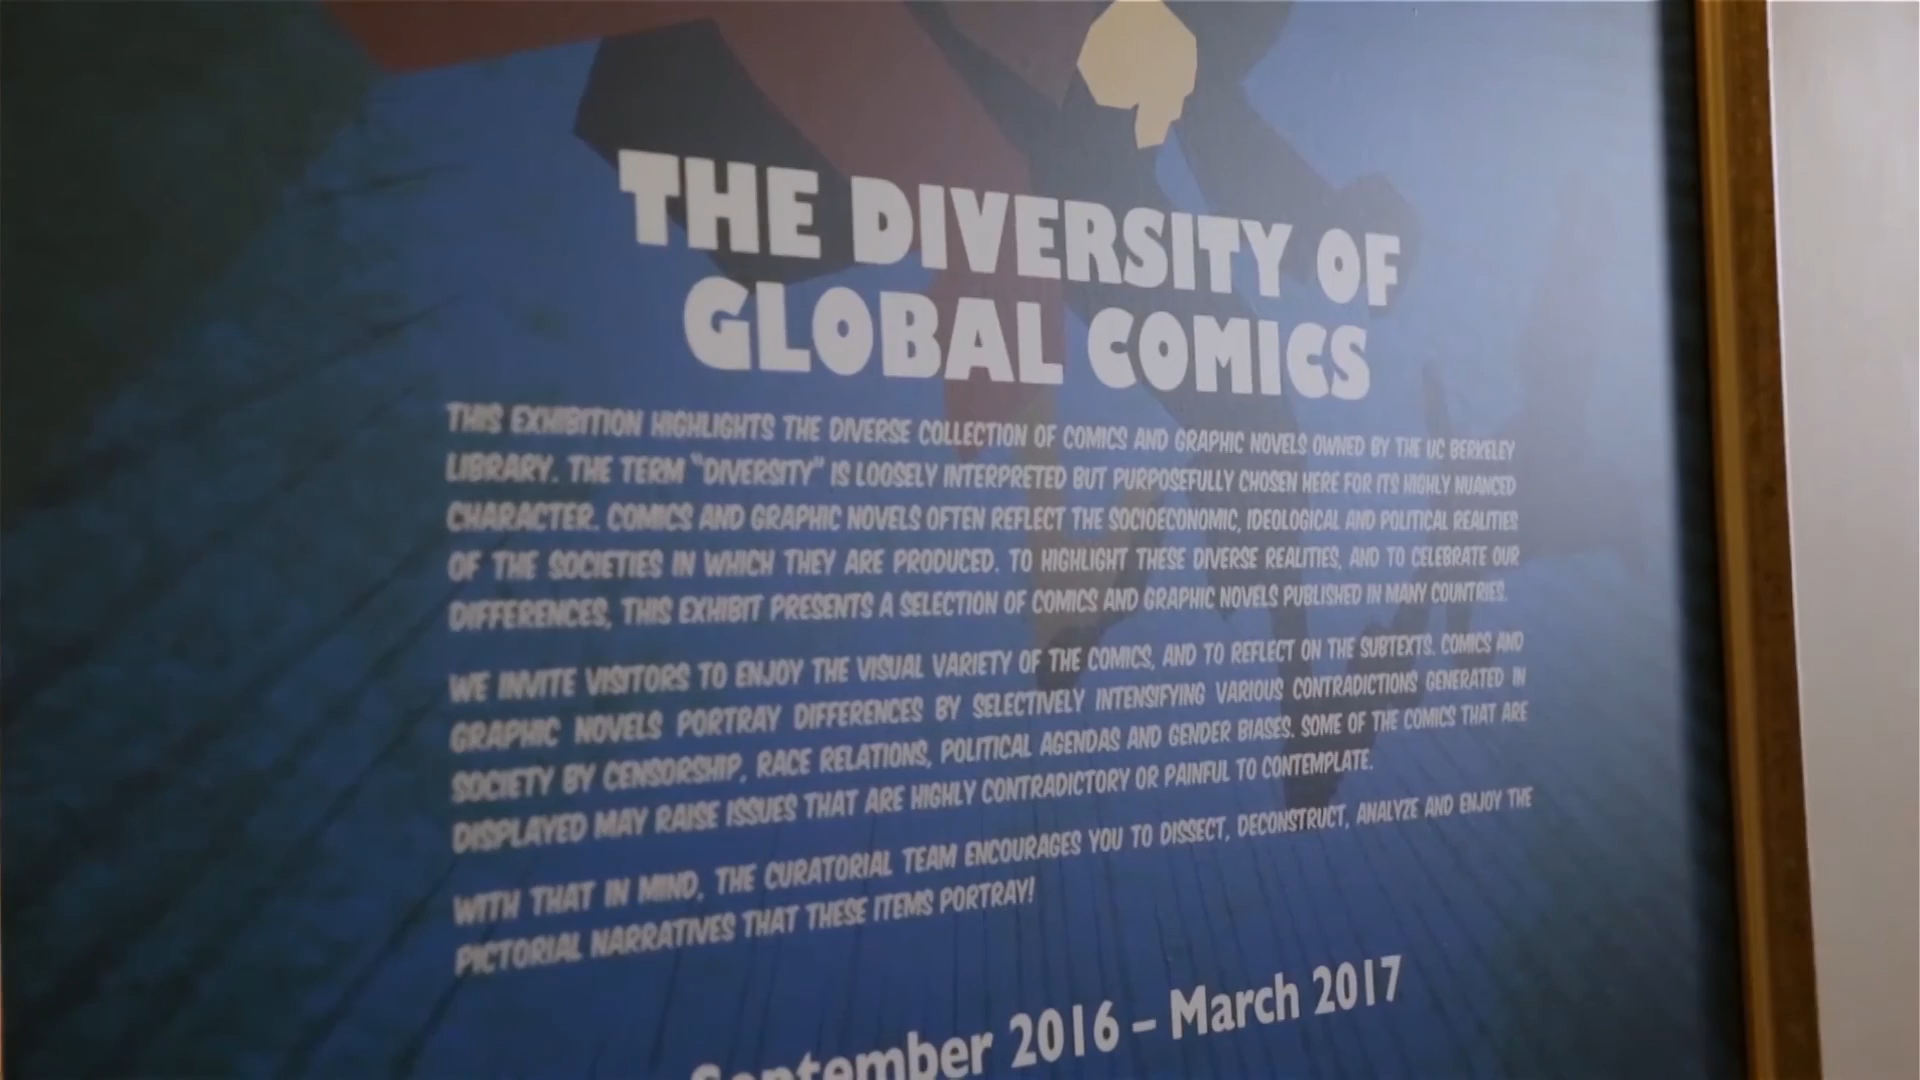 THE DIVERSITY OF
GLOBAL COMICS
THIS EXHIBITION HIGHLIGHTS THE DIVERSE COLLECTION OF COMICS AND GRAPHIC NOVELS OWNED BY THE UC BERKELEY
LIBRARY. THE TERM "DIVERSITY" IS LOOSELY INTERPRETED BUT PURPOSEFULLY CHOSEN HERE FOR ITS HIGHLY NUANCED
CHARACTER. COMICS AND GRAPHIC NOVELS OFTEN REFLECT THE SOCIOECONOMIC, IDEOLOGICAL AND POLITICAL REALITIES
OF THE SOCIETIES IN WHICH THEY ARE PRODUCED. TO HIGHLIGHT THESE DIVERSE REALITIES, AND TO CELEBRATE OUR
DIFFERENCES, THIS EXHIBIT PRESENTS A SELECTION OF COMICS AND GRAPHIC NOVELS PUBLISHED IN MANY COUNTRIES.
WE INVITE VISITORS TO ENJOY THE VISUAL VARIETY OF THE COMICS, AND TO REFLECT ON THE SUBTEXTS. COMICS AND
GRAPHIC NOVELS PORTRAY DIFFERENCES BY SELECTIVELY INTENSIFYING VARIOUS CONTRADICTIONS GENERATED IN
SOCIETY BY CENSORSHIP, RACE RELATIONS, POLITICAL AGENDAS AND GENDER BIASES. SOME OF THE COMICS THAT ARE
DISPLAYED MAY RAISE ISSUES THAT ARE HIGHLY CONTRADICTORY OR PAINFUL TO CONTEMPLATE.
WITH THAT IN MIND, THE CURATORIAL TEAM ENCOURAGES YOU TO DISSECT, DECONSTRUCT, ANALYZE AND ENJOY THE
PICTORIAL NARRATIVES THAT THESE ITEMS PORTRAY!
September 2016 – March 2017